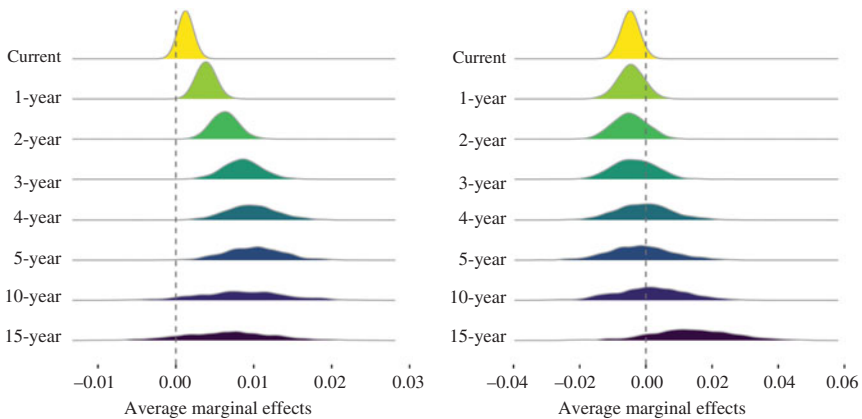 Current
1-year
2-year
3-year
4-year
5-year
10-year
15-year
−0.01 0.00 0.01 0.02 0.03
Average marginal effects
Current
1-year
2-year
3-year
4-year
5-year
10-year
15-year
−0.04 −0.02 0.00 0.02 0.04 0.06
Average marginal effects